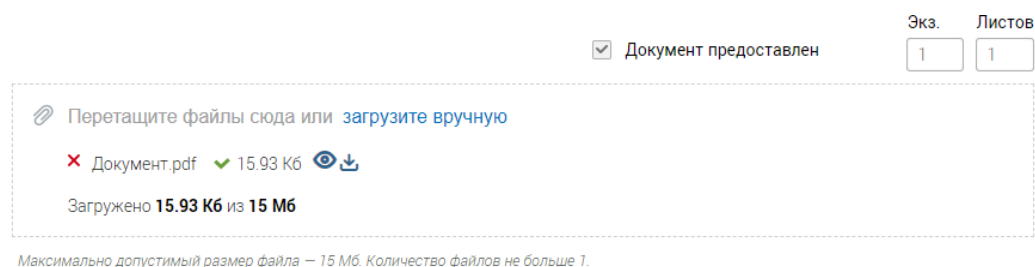 Экз. Листов
Документ предоставлен 1 1
Перетащите файлы сюда или загрузите вручную
Документ.pdf 15.93 Кб
Загружено 15.93 Кб из 15 Мб
Максимально допустимый размер файла — 15 Мб. Количество файлов не больше 1.